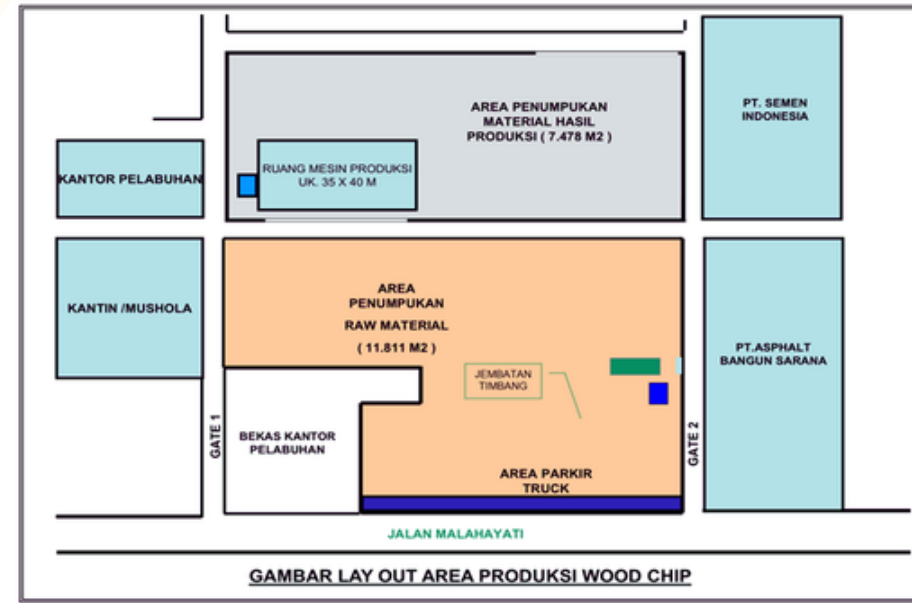 AREA PENUMPUKAN
MATERIAL HASIL
PRODUKSI ( 7.478 M2 )
PT. SEMEN
INDONESIA
KANTOR PELABUHAN
RUANG MESIN PRODUKSI
UK. 35 X 40 M
KANTIN /MUSHOLA
AREA
PENUMPUKAN
RAW MATERIAL
( 11.811 M2 )
PT.ASPHALT
BANGUN SARANA
JEMBATAN
TIMBANG
GATE 1
BEKAS KANTOR
PELABUHAN
GATE 2
AREA PARKIR
TRUCK
JALAN MALAHAYATI
GAMBAR LAY OUT AREA PRODUKSI WOOD CHIP